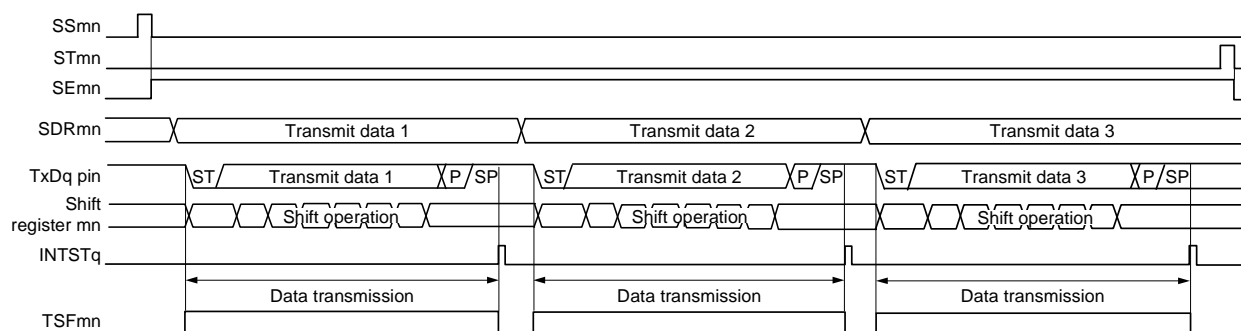 SSmn
STmn
SEmn
SDRmn Transmit data 1 Transmit data 2 Transmit data 3
TxDq pin ST Transmit data 1 P SP ST Transmit data 2 P SP ST Transmit data 3 P SP
Shift
register mn Shift operation Shift operation Shift operation
INTSTq
Data transmission Data transmission Data transmission
TSFmn